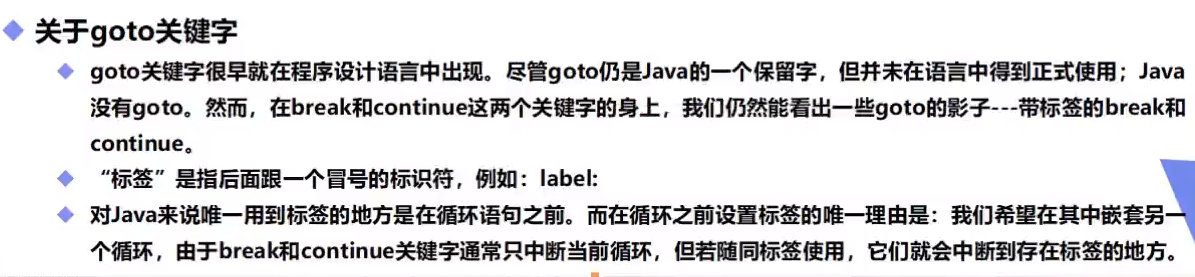 关于goto关键字
goto关键字很早就在程序设计语言中出现。尽管goto仍是Java的一个保留字，但并未在语言中得到正式使用；Java
没有goto。然而，在break和continue这两个关键字的身上，我们仍然能看出一些goto的影子---带标签的break和
continue。
“标签”是指后面跟一个冒号的标识符，例如：label:
对Java来说唯一用到标签的地方是在循环语句之前。而在循环之前设置标签的唯一理由是：我们希望在其中嵌套另一
个循环，由于break和continue关键字通常只中断当前循环，但若随同标签使用，它们就会中断到存在标签的地方。